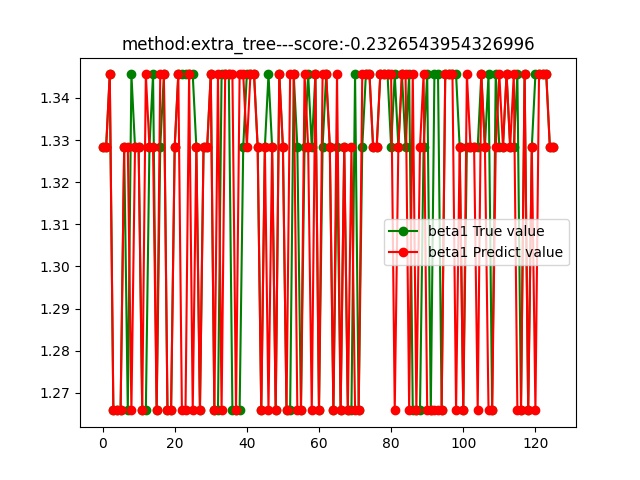 method:extra_tree---score:-0.2326543954326996
1.34
1.33
1.32
1.31
1.30
1.29
1.28
1.27
beta1 True value
beta1 Predict value
0 20 40 60 80 100 120